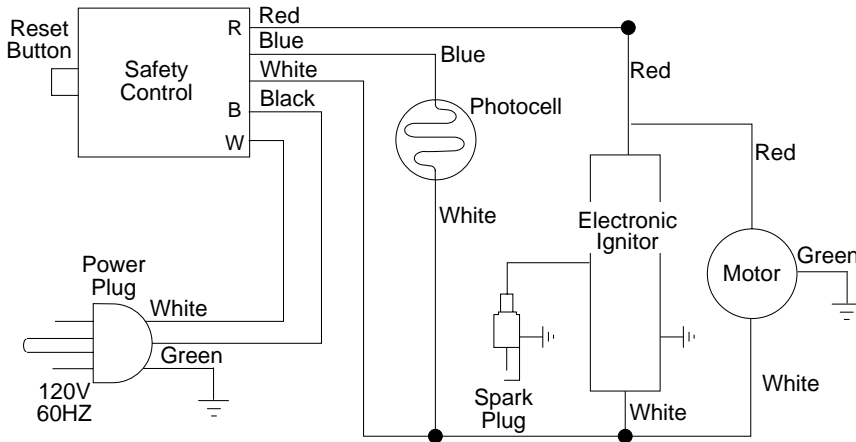 Reset
Button
Safety
Control
R
B
W
Red
Blue
White
Black
Blue
Photocell
White
Red
Red
Electronic
Ignitor
Motor
Green
Power
Plug
White
Green
120V
60HZ
Spark
Plug
White
White